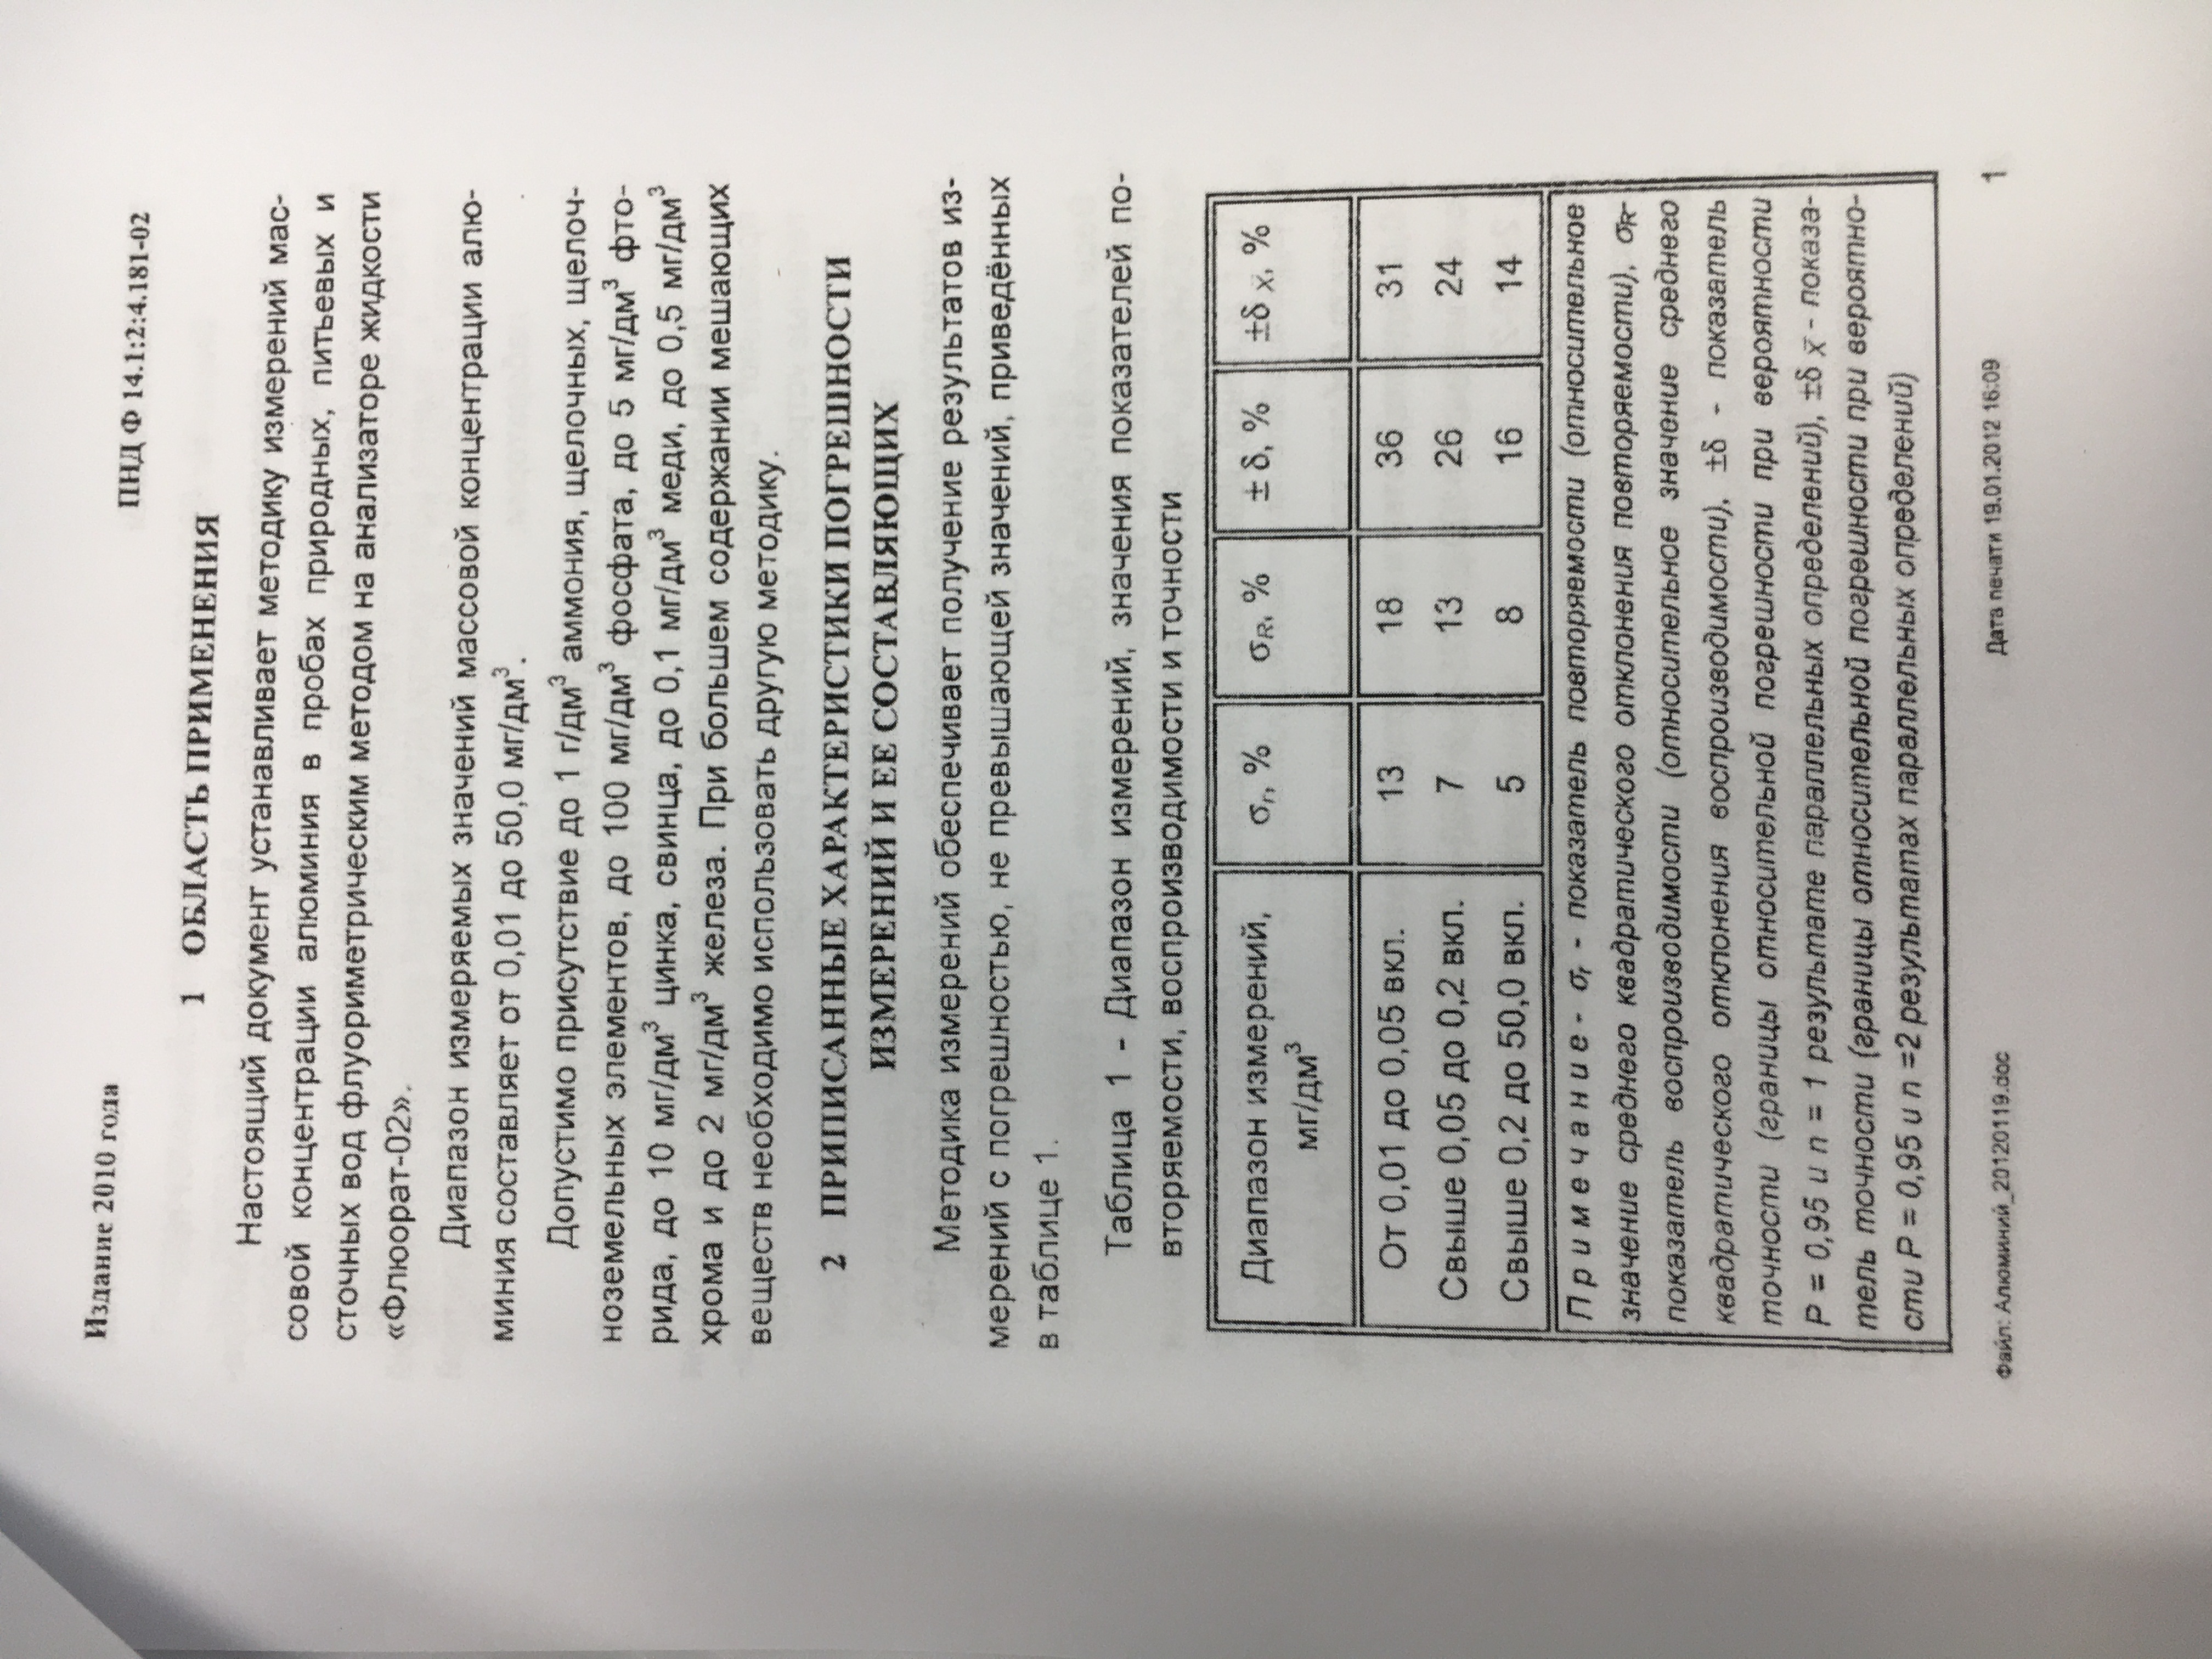 Издание 2010 года
ПНД Ф 14.1:2:4.181-02
1 ОБЛАСТЬ ПРИМЕНЕНИЯ
Настоящий документ устанавливает методику измерений мас-
совой концентрации алюминия в пробах природных, питьевых и
сточных вод флуориметрическим методом на анализаторе жидкости
«Флюорат-02».
Диапазон измеряемых значений массовой концентрации алю-
миния составляет от 0,01 до 50,0 мг/дм³.
Допустимо присутствие до 1 г/дм³ аммония, щелочных, щелоч-
ноземельных элементов, до 100 мг/дм³ фосфата, до 5 мг/дм³ фто-
рида, до 10 мг/дм³ цинка, свинца, до 0,1 мг/дм³ меди, до 0,5 мг/дм³
хрома и до 2 мг/дм³ железа. При большем содержании мешающих
веществ необходимо использовать другую методику.
2 ПРИПИСАННЫЕ ХАРАКТЕРИСТИКИ ПОГРЕШНОСТИ
ИЗМЕРЕНИЙ И ЕЕ СОСТАВЛЯЮЩИХ
Методика измерений обеспечивает получение результатов из-
мерений с погрешностью, не превышающей значений, приведённых
в таблице 1.
Таблица 1 - Диапазон измерений, значения показателей по-
вторяемости, воспроизводимости и точности
Диапазон измерений, σr, % σR, % ± δ, % ±δ X̄, %
мг/дм³
От 0,01 до 0,05 вкл. 13 18 36 31
Свыше 0,05 до 0,2 вкл. 7 13 26 24
Свыше 0,2 до 50,0 вкл. 5 8 16 14
Примечание- σr - показатель повторяемости (относительное
значение среднего квадратического отклонения повторяемости), σR-
показатель воспроизводимости (относительное значение среднего
квадратического отклонения воспроизводимости), ±δ - показатель
точности (границы относительной погрешности при вероятности
P = 0,95 и n = 1 результате параллельных определений), ±δ x̄ - показа-
тель точности (границы относительной погрешности при вероятно-
сти P = 0,95 и n =2 результатах параллельных определений)
Файл: Алюминий_20120119.doc Дата печати 19.01.2012 16:09 1